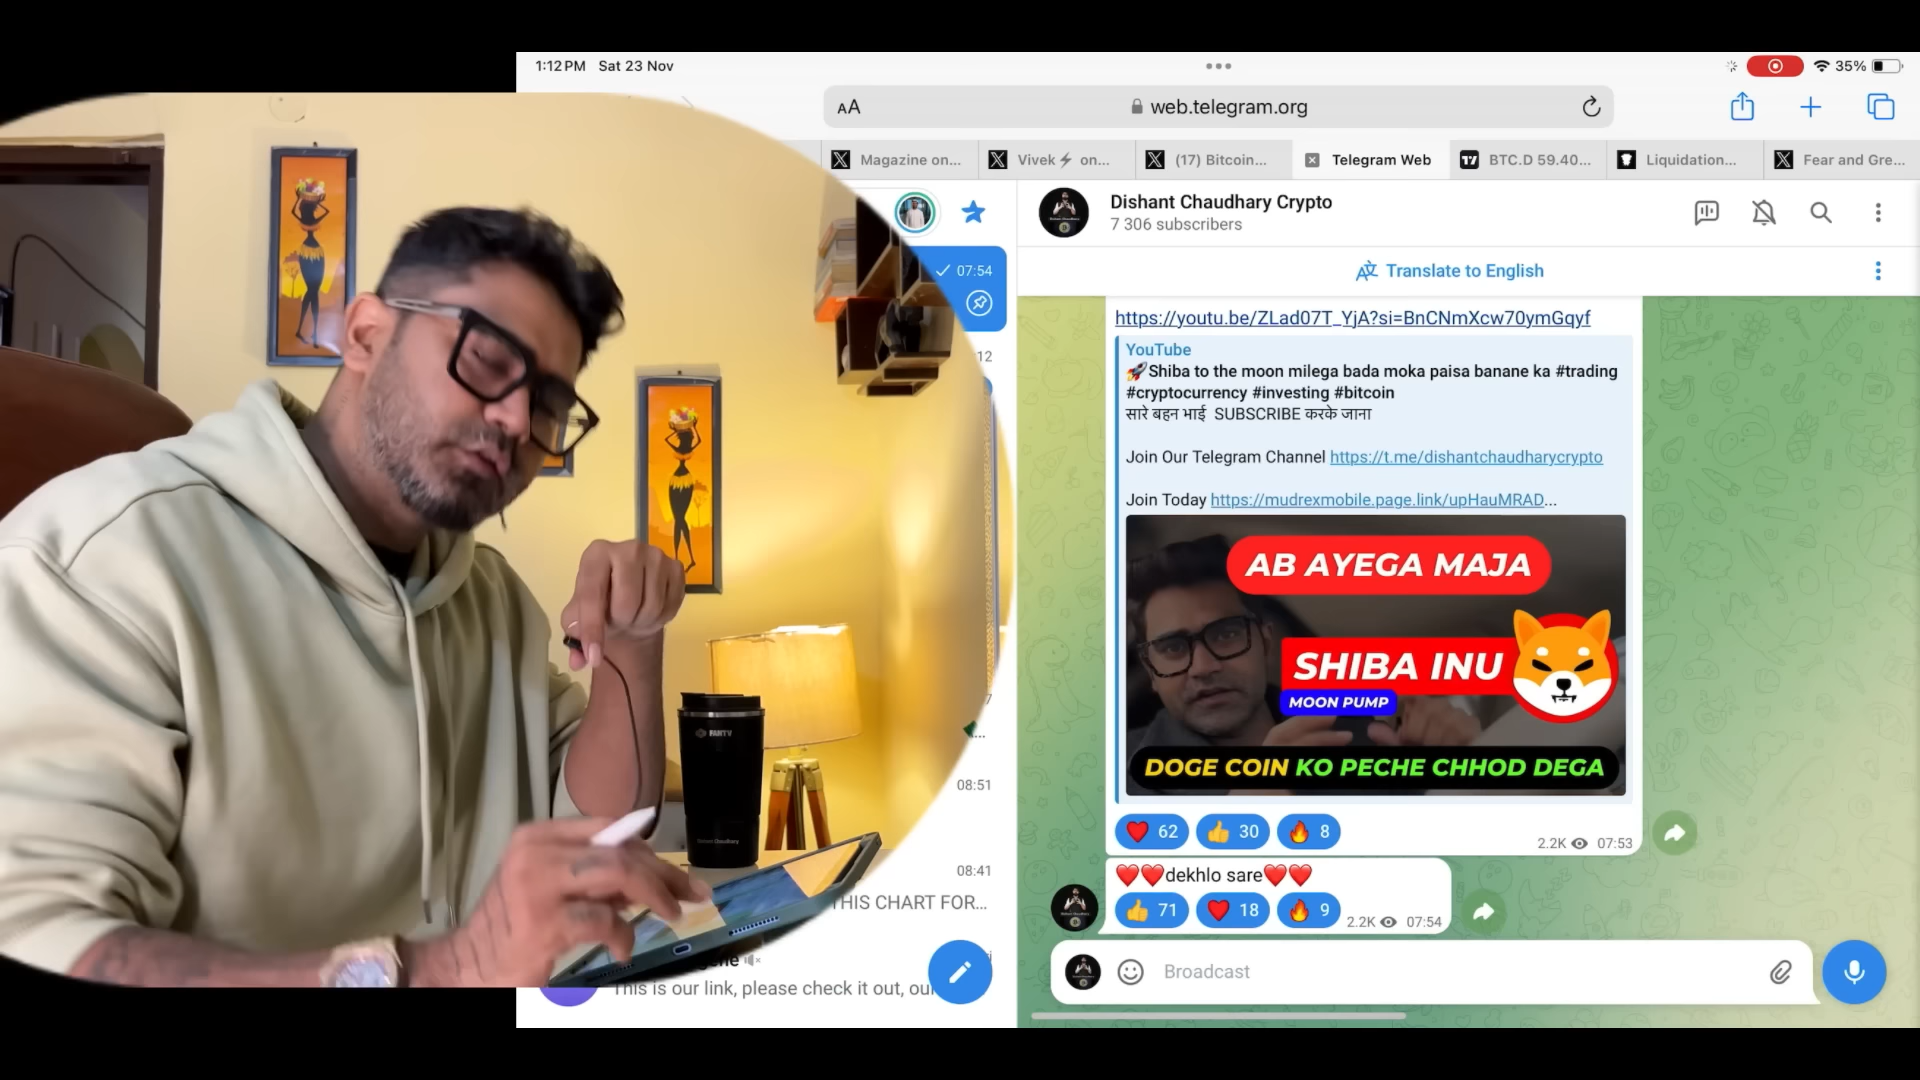 1:12 PM Sat 23 Nov
35%
AA
web.telegram.org
Magazine on...
Vivek⚡ on...
(17) Bitcoin...
Telegram Web
BTC.D 59.40...
Liquidation...
Fear and Gre...
Dishant Chaudhary Crypto
7 306 subscribers
Translate to English
07:54
12
08:51
08:41
THIS CHART FOR...
This is our link, please check it out, our
https://youtu.be/ZLad07T_YjA?si=BnCNmXcw70ymGqyf
YouTube
🚀Shiba to the moon milega bada moka paisa banane ka #trading
#cryptocurrency #investing #bitcoin
सारे बहन भाई SUBSCRIBE करके जाना
Join Our Telegram Channel https://t.me/dishantchaudharycrypto
Join Today https://mudrexmobile.page.link/upHauMRAD...
AB AYEGA MAJA
SHIBA INU
MOON PUMP
DOGE COIN KO PECHE CHHOD DEGA
❤️ 62 👍 30 🔥 8
2.2K 07:53
❤️❤️dekhlo sare❤️❤️
👍 71 ❤️ 18 🔥 9
2.2K 07:54
Broadcast
FANTV
Dishant Chaudhary